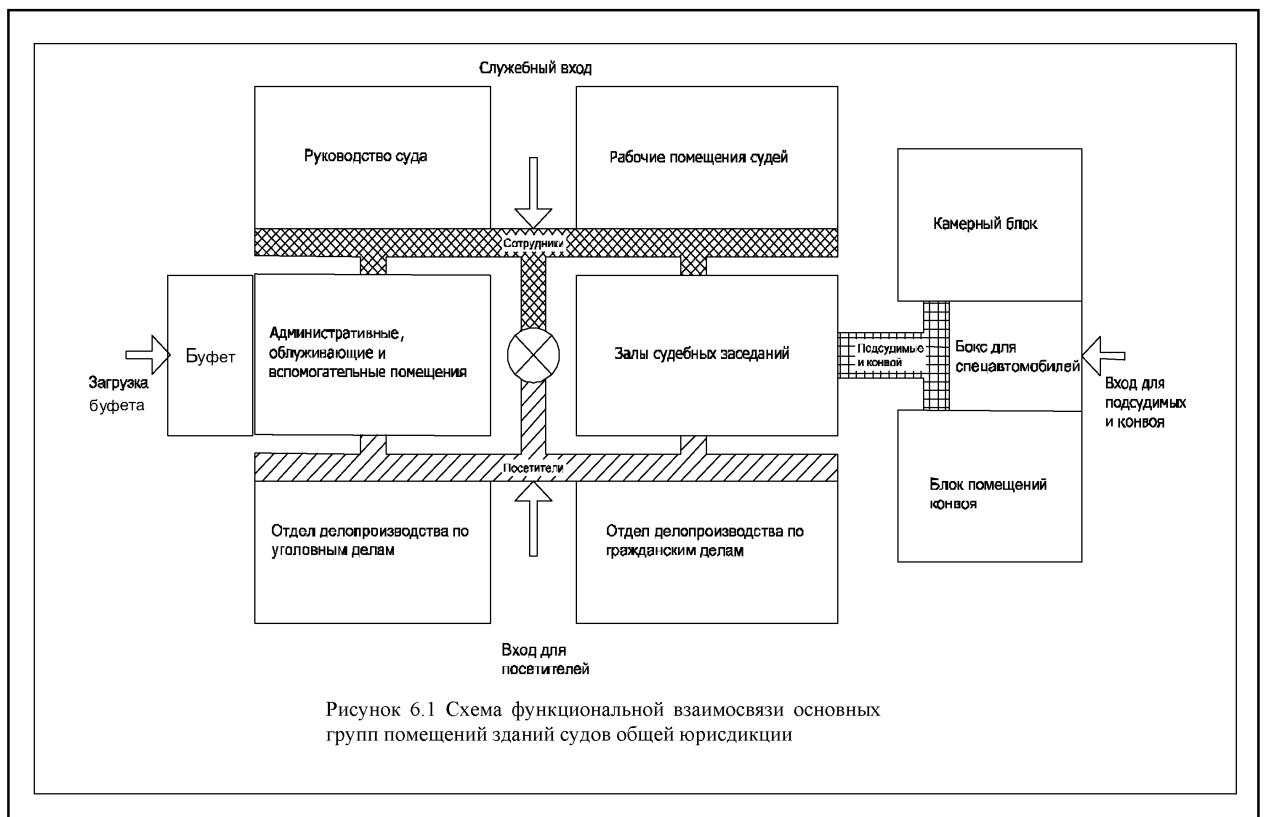 Служебный вход
Руководство суда
Рабочие помещения судей
Камерный блок
Сотрудники
Буфет
Загрузка
буфета
Административные,
облуживающие и
вспомогательные помещения
Залы судебных заседаний
Подсудимые
и конвой
Бокс для
спецавтомобилей
Вход для
подсудимых
и конвоя
Посетители
Блок помещений
конвоя
Отдел делопроизводства по
уголовным делам
Отдел делопроизводства по
гражданским делам
Вход для
посетителей
Рисунок 6.1 Схема функциональной взаимосвязи основных
групп помещений зданий судов общей юрисдикции